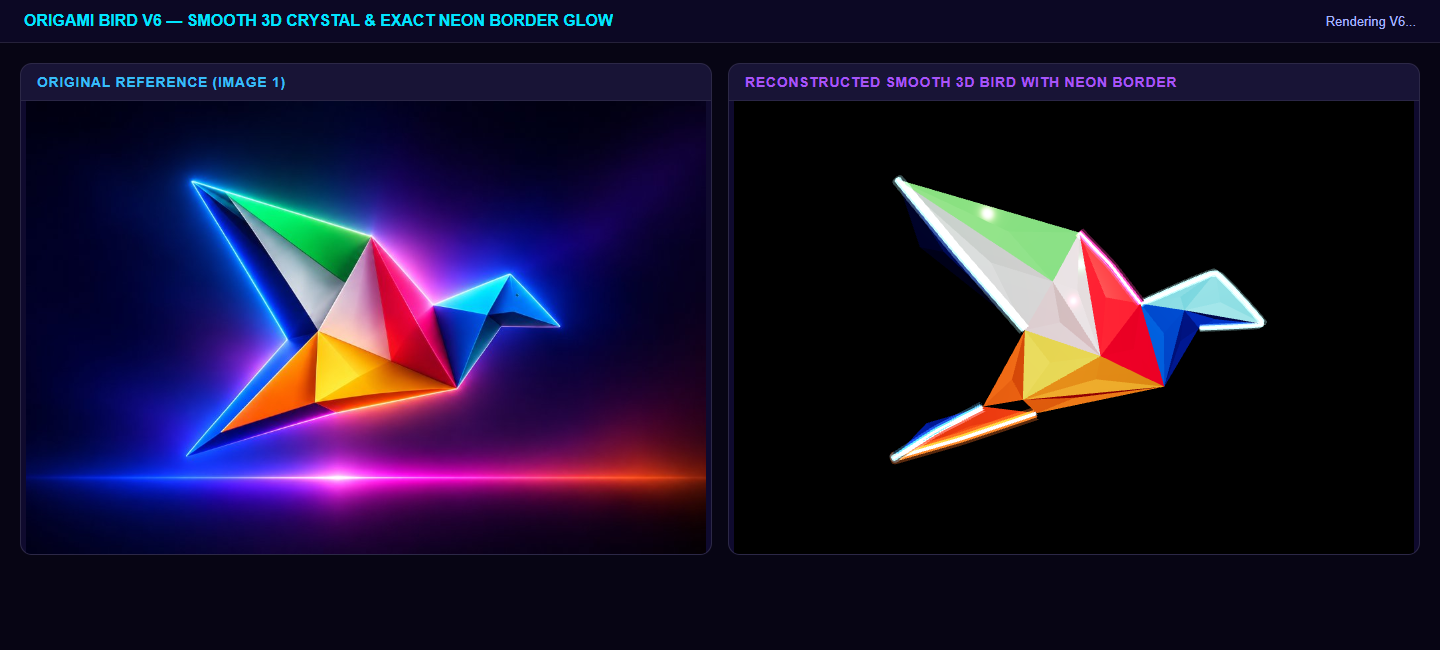 ORIGAMI BIRD V6 — SMOOTH 3D CRYSTAL & EXACT NEON BORDER GLOW
Rendering V6...
ORIGINAL REFERENCE (IMAGE 1)
RECONSTRUCTED SMOOTH 3D BIRD WITH NEON BORDER